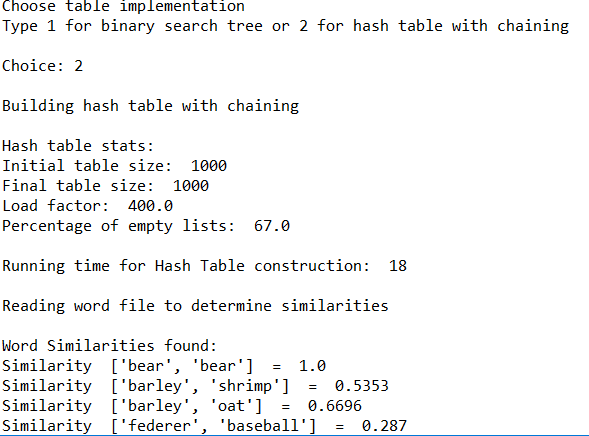 Choose table implementation
Type 1 for binary search tree or 2 for hash table with chaining
Choice: 2
Building hash table with chaining
Hash table stats:
Initial table size:  1000
Final table size:  1000
Load factor:  400.0
Percentage of empty lists:  67.0
Running time for Hash Table construction:  18
Reading word file to determine similarities
Word Similarities found:
Similarity  ['bear', 'bear']  =  1.0
Similarity  ['barley', 'shrimp']  =  0.5353
Similarity  ['barley', 'oat']  =  0.6696
Similarity  ['federer', 'baseball']  =  0.287